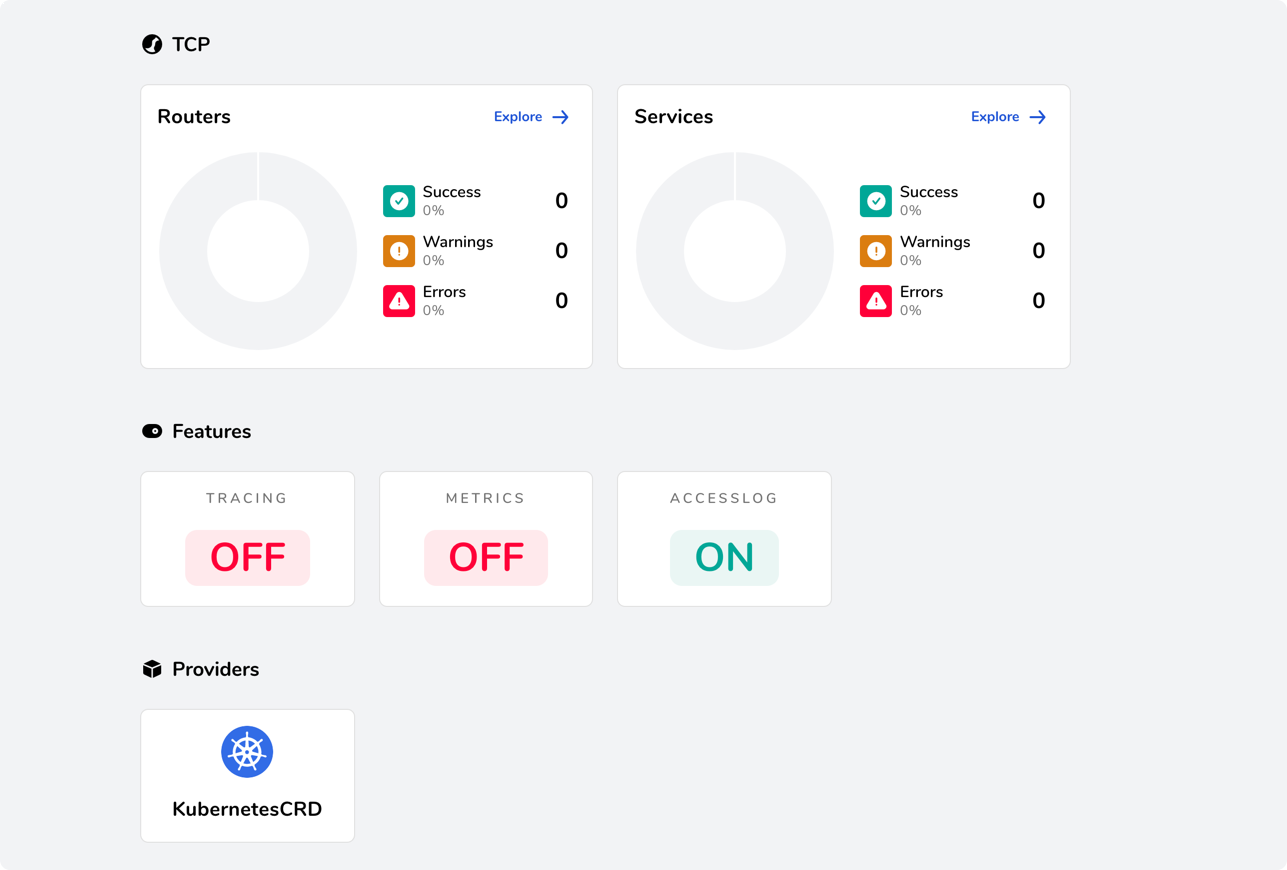 TCP
Routers
Explore
Success
0%
0
Warnings
0%
0
Errors
0%
0
Services
Explore
Success
0%
0
Warnings
0%
0
Errors
0%
0
Features
TRACING
OFF
METRICS
OFF
ACCESSLOG
ON
Providers
KubernetesCRD